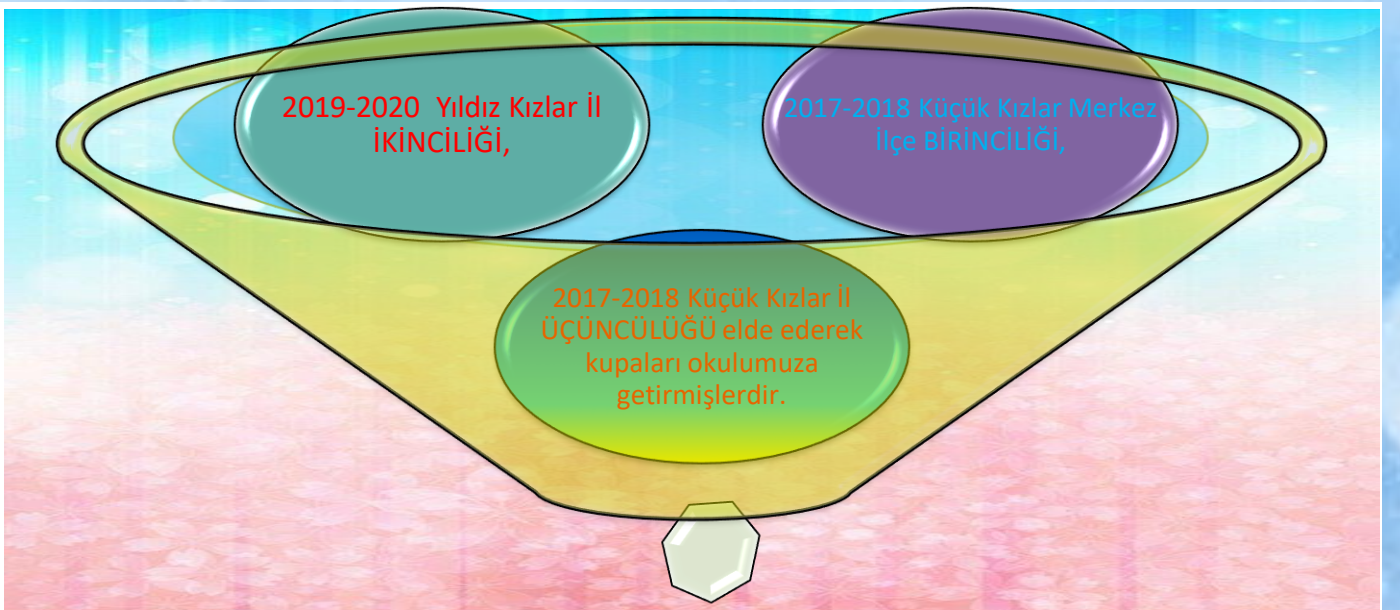 2019-2020 Yıldız Kızlar İl
İKİNCİLİĞİ,
2017-2018 Küçük Kızlar Merkez
İlçe BİRİNCİLİĞİ,
2017-2018 Küçük Kızlar İl
ÜÇÜNCÜLÜĞÜ elde ederek
kupaları okulumuza
getirmişlerdir.